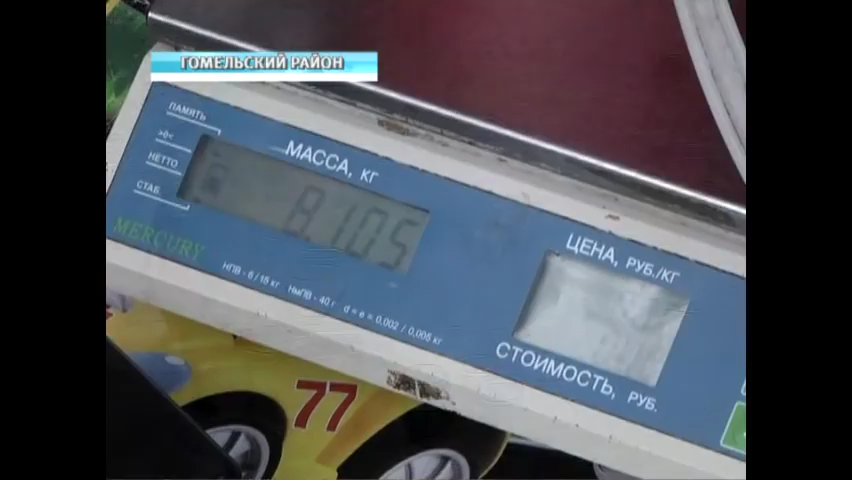 ГОМЕЛЬСКИЙ РАЙОН
ПАМЯТЬ
>0<
НЕТТО
СТАБ.
МАССА, КГ
8.105
MERCURY
НПВ - 6 / 15 кг НмПВ - 40 г d = e = 0,002 / 0,005 кг
ЦЕНА, РУБ./КГ
СТОИМОСТЬ, РУБ.
77